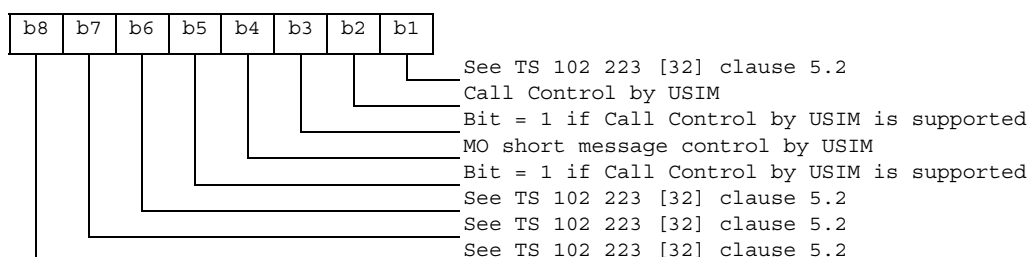 b8 b7 b6 b5 b4 b3 b2 b1
See TS 102 223 [32] clause 5.2
Call Control by USIM
Bit = 1 if Call Control by USIM is supported
MO short message control by USIM
Bit = 1 if Call Control by USIM is supported
See TS 102 223 [32] clause 5.2
See TS 102 223 [32] clause 5.2
See TS 102 223 [32] clause 5.2